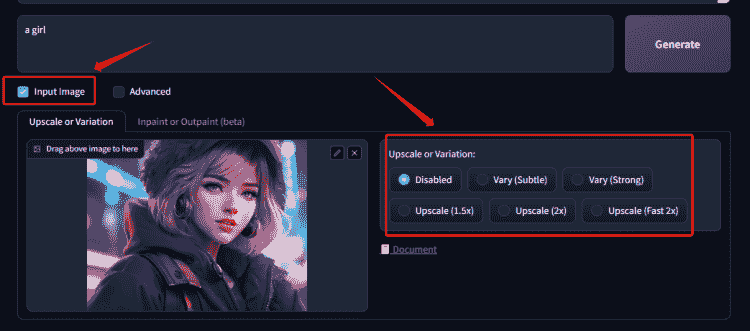 a girl
Generate
Input Image
Advanced
Upscale or Variation
Inpaint or Outpaint (beta)
Drag above image to here
Upscale or Variation:
Disabled
Vary (Subtle)
Vary (Strong)
Upscale (1.5x)
Upscale (2x)
Upscale (Fast 2x)
Document